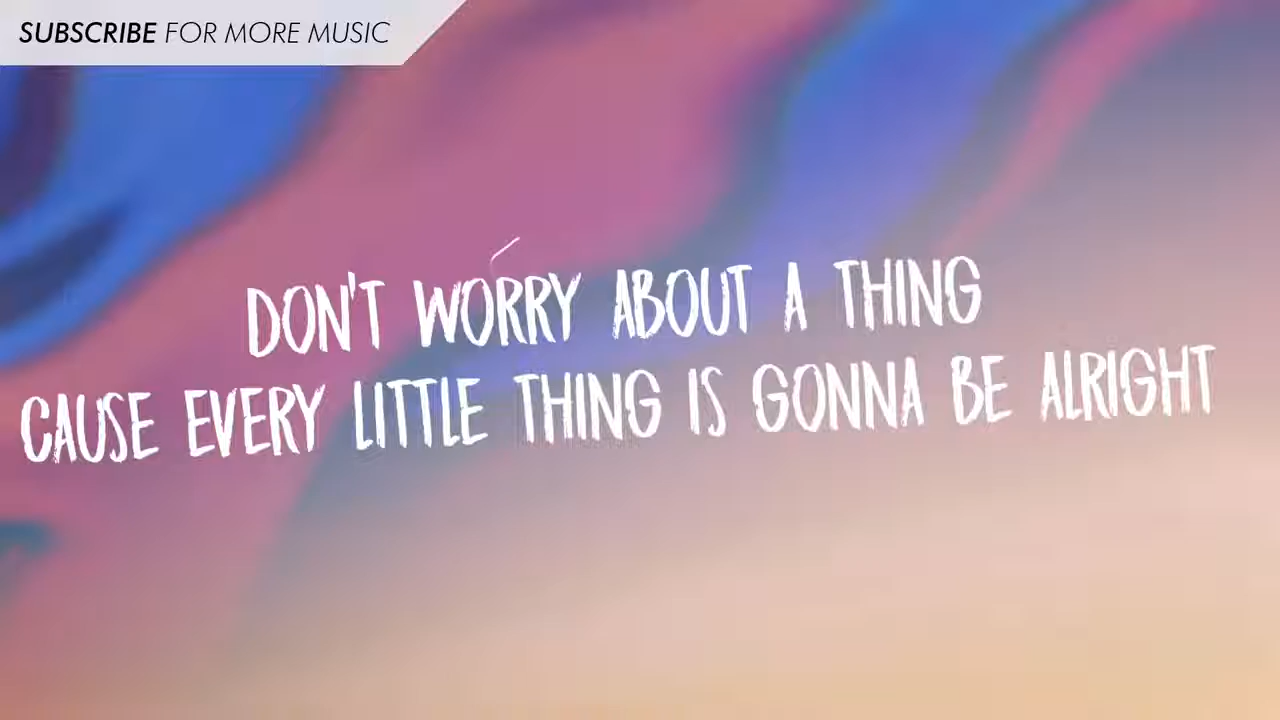 SUBSCRIBE FOR MORE MUSIC
DON'T WORRY ABOUT A THING
CAUSE EVERY LITTLE THING IS GONNA BE ALRIGHT